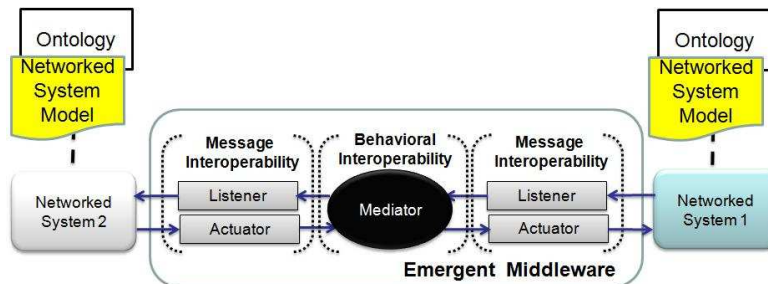 Ontology
Networked
System
Model
Ontology
Networked
System
Model
Message
Interoperability
Behavioral
Interoperability
Message
Interoperability
Networked
System 2
Listener
Actuator
Mediator
Listener
Actuator
Networked
System 1
Emergent Middleware